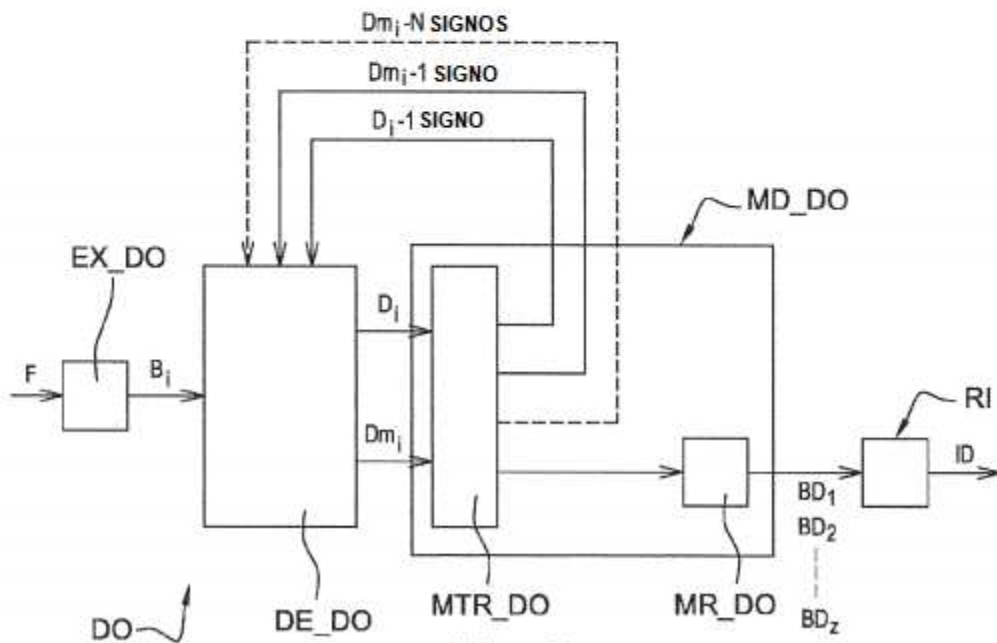 Dmᵢ-N SIGNOS
Dmᵢ-1 SIGNO
Dᵢ-1 SIGNO
MD_DO
EX_DO
Dᵢ
F
Bᵢ
RI
Dmᵢ
ID
BD₁
BD₂
BD_z
DO
DE_DO
MTR_DO
MR_DO